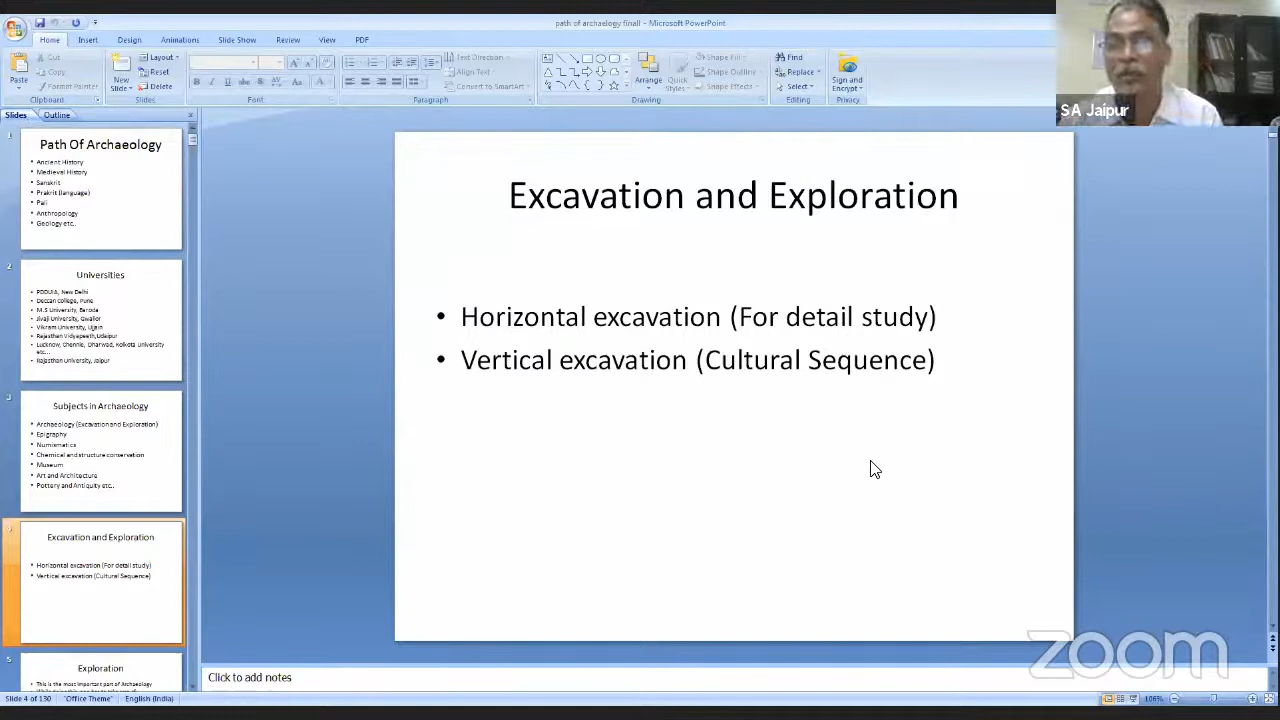 path of archaelogy finall - Microsoft PowerPoint
Home Insert Design Animations Slide Show Review View PDF
Cut
Copy
Format Painter
Paste
Clipboard
New
Slide
Layout
Reset
Delete
Slides
Font
Text Direction
Align Text
Convert to SmartArt
Paragraph
Arrange
Quick
Styles
Shape Fill
Shape Outline
Shape Effects
Drawing
Find
Replace
Select
Editing
Sign and
Encrypt
Privacy
SA Jaipur
Slides Outline
1
Path Of Archaeology
• Ancient History
• Medieval History
• Sanskrit
• Prakrit (language)
• Pali
• Anthropology
• Geology etc..
2
Universities
• Deccan College, Pune
• M.S University, Baroda
• Jivaji University, Gwalior
• Vikram University, Ujjain
• Rajasthan Vidyapeeth,Udaipur
• Lucknow, Chennie, Dharwad, Kolkota University
etc...
• Rajasthan University, Jaipur
3
Subjects in Archaeology
• Archaeology (Excavation and Exploration)
• Epigraphy
• Numismatics
• Chemical and structure conservation
• Museum
• Art and Architecture
• Pottery and Antiquity etc..
4
Excavation and Exploration
• Horizontal excavation (For detail study)
• Vertical excavation (Cultural Sequence)
5
Exploration
• This is the most important part of Archaeology
Excavation and Exploration
• Horizontal excavation (For detail study)
• Vertical excavation (Cultural Sequence)
zoom
Click to add notes
Slide 4 of 130 "Office Theme" English (India) 106%